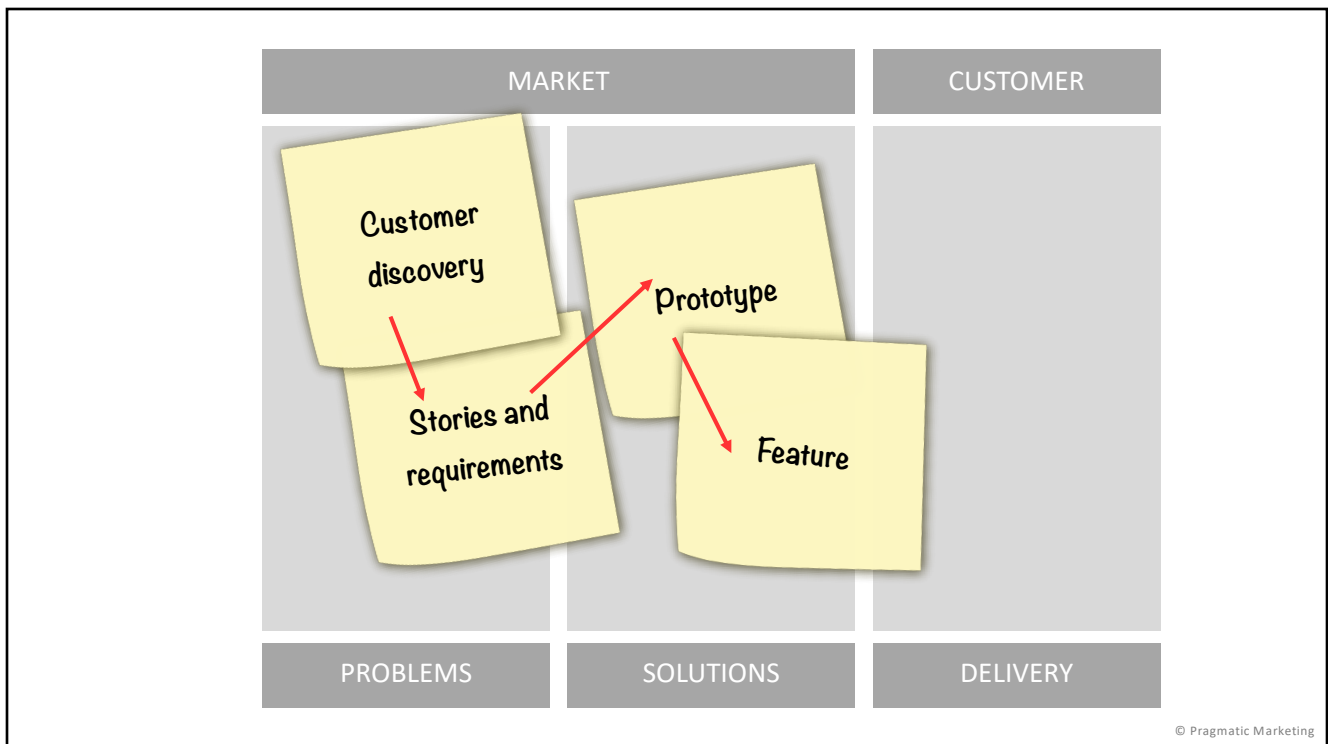 MARKET
CUSTOMER
Customer
discovery
Stories and
requirements
Prototype
Feature
PROBLEMS
SOLUTIONS
DELIVERY
© Pragmatic Marketing